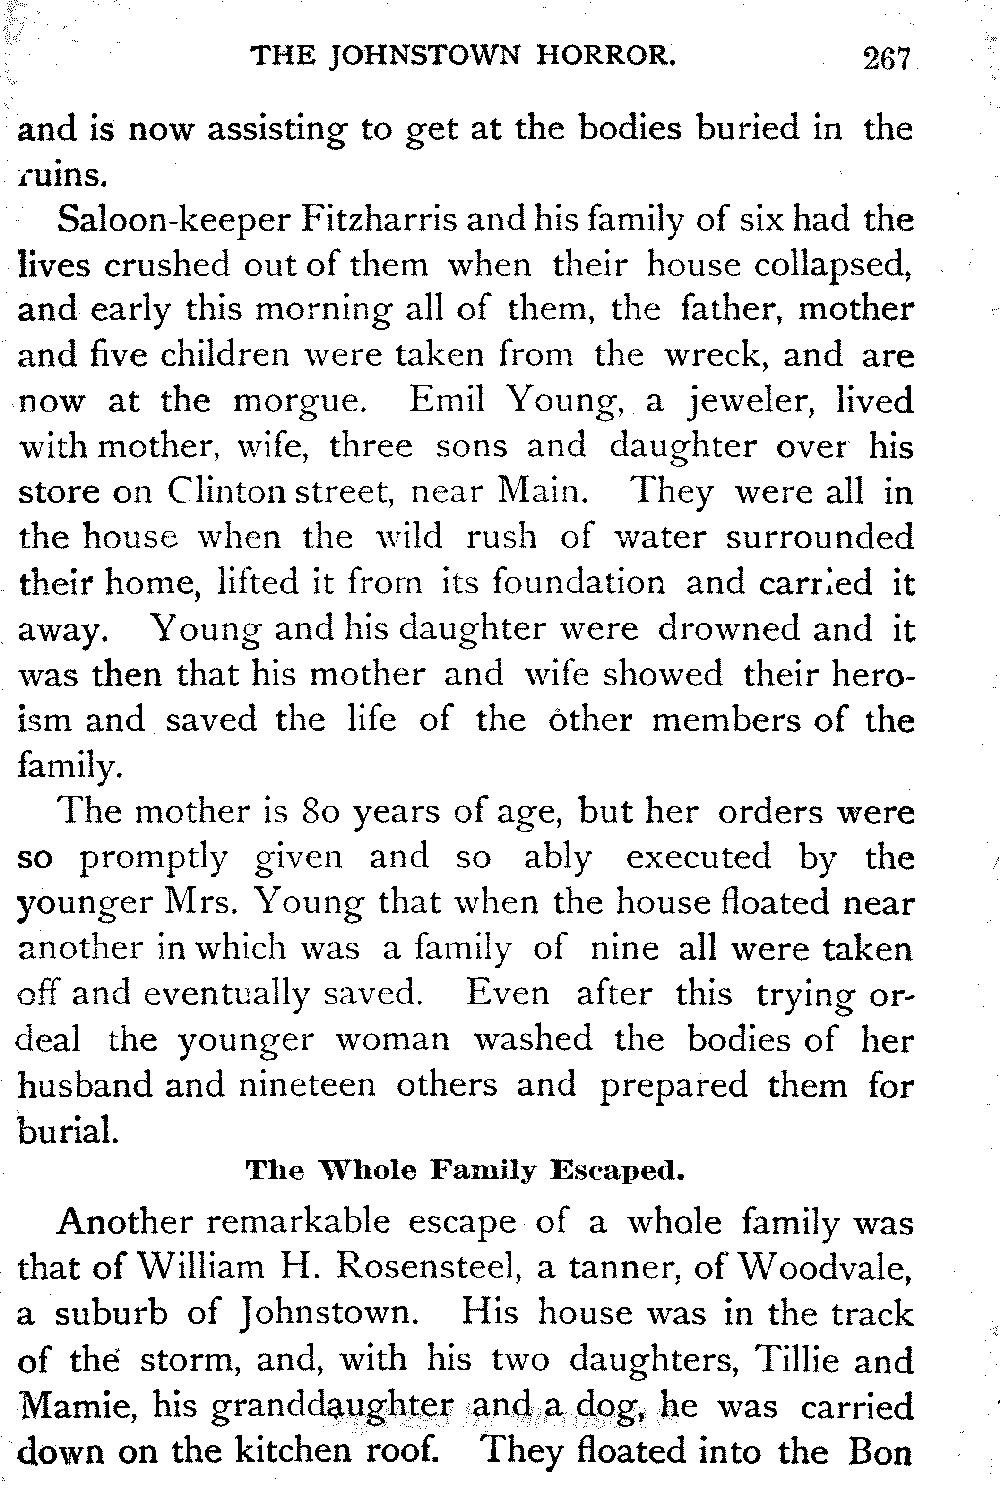 THE JOHNSTOWN HORROR. 267
and is now assisting to get at the bodies buried in the
ruins.
Saloon-keeper Fitzharris and his family of six had the
lives crushed out of them when their house collapsed,
and early this morning all of them, the father, mother
and five children were taken from the wreck, and are
now at the morgue. Emil Young, a jeweler, lived
with mother, wife, three sons and daughter over his
store on Clinton street, near Main. They were all in
the house when the wild rush of water surrounded
their home, lifted it from its foundation and carried it
away. Young and his daughter were drowned and it
was then that his mother and wife showed their hero-
ism and saved the life of the other members of the
family.
The mother is 80 years of age, but her orders were
so promptly given and so ably executed by the
younger Mrs. Young that when the house floated near
another in which was a family of nine all were taken
off and eventually saved. Even after this trying or-
deal the younger woman washed the bodies of her
husband and nineteen others and prepared them for
burial.
The Whole Family Escaped.
Another remarkable escape of a whole family was
that of William H. Rosensteel, a tanner, of Woodvale,
a suburb of Johnstown. His house was in the track
of the storm, and, with his two daughters, Tillie and
Mamie, his granddaughter and a dog, he was carried
down on the kitchen roof. They floated into the Bon